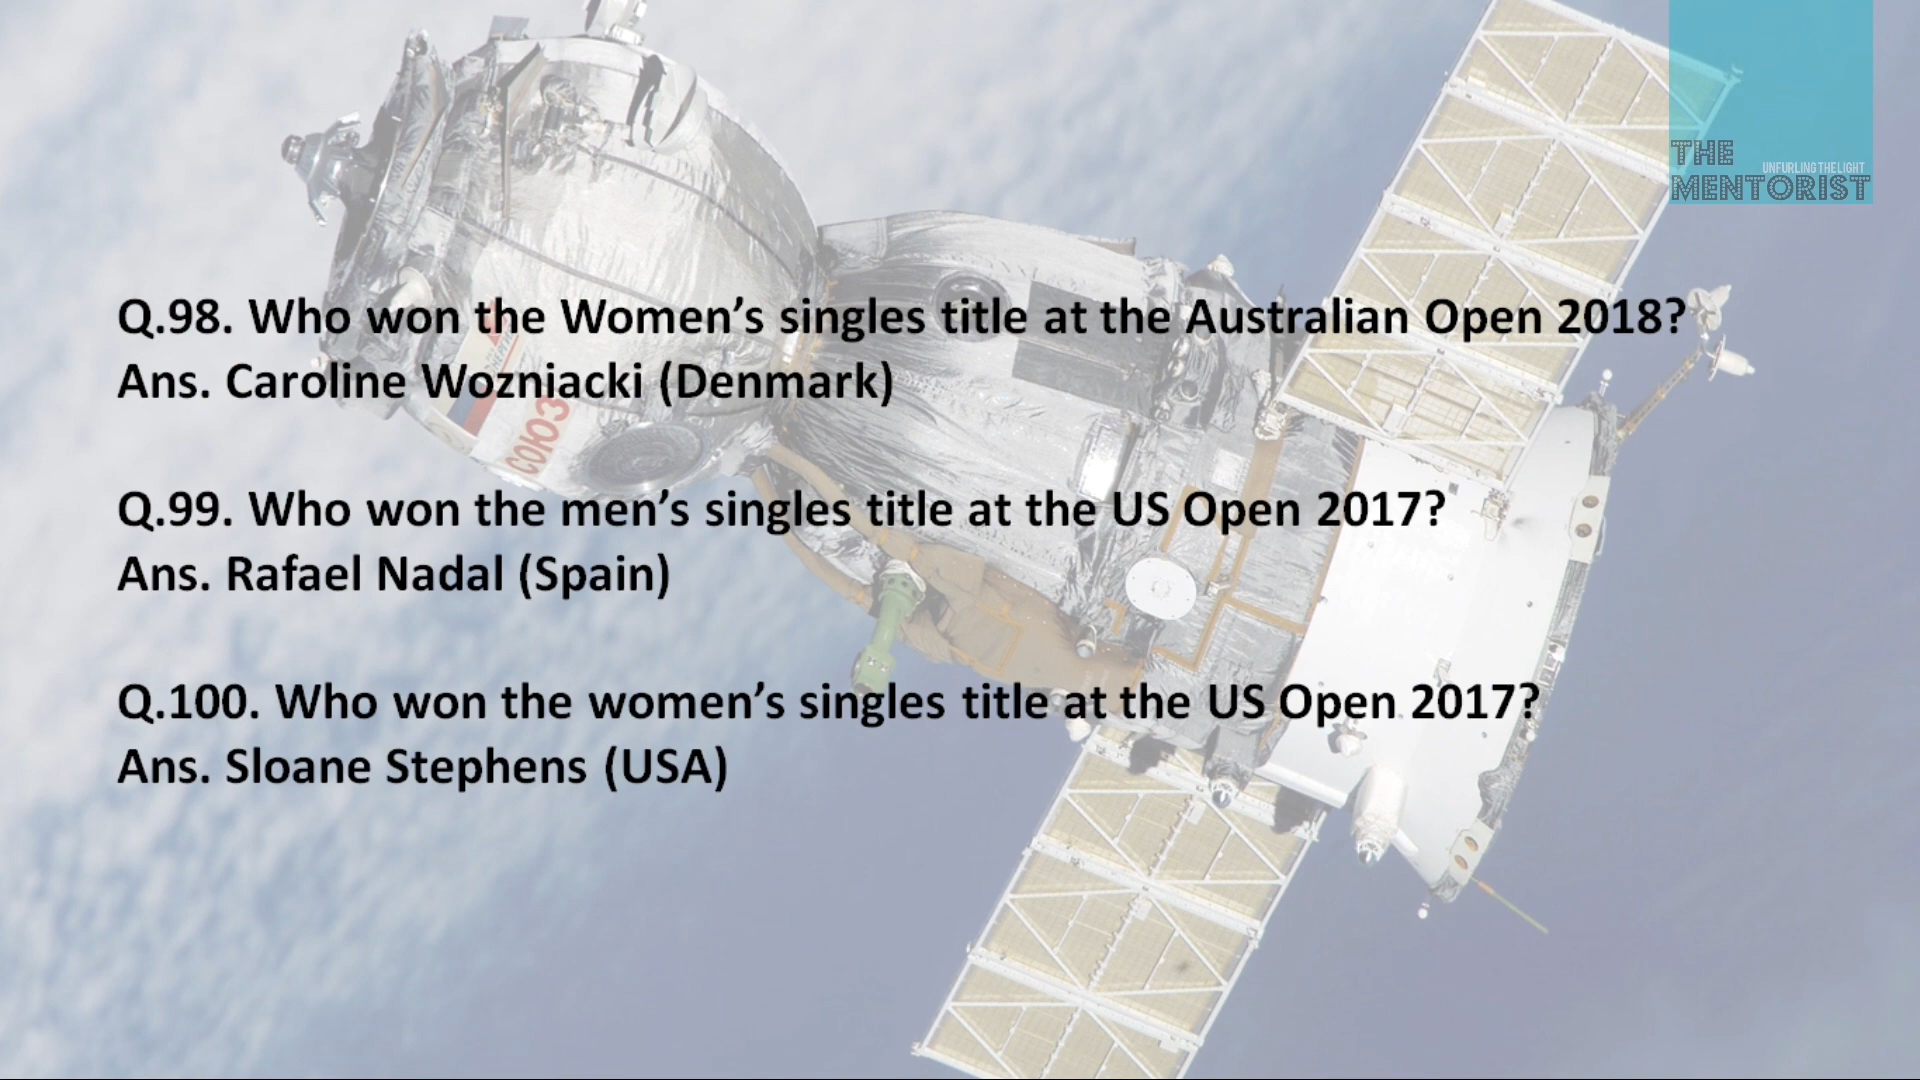 THE
UNFURLING THE LIGHT
MENTORIST
Q.98. Who won the Women’s singles title at the Australian Open 2018?
Ans. Caroline Wozniacki (Denmark)
СОЮЗ
Q.99. Who won the men’s singles title at the US Open 2017?
Ans. Rafael Nadal (Spain)
Q.100. Who won the women’s singles title at the US Open 2017?
Ans. Sloane Stephens (USA)